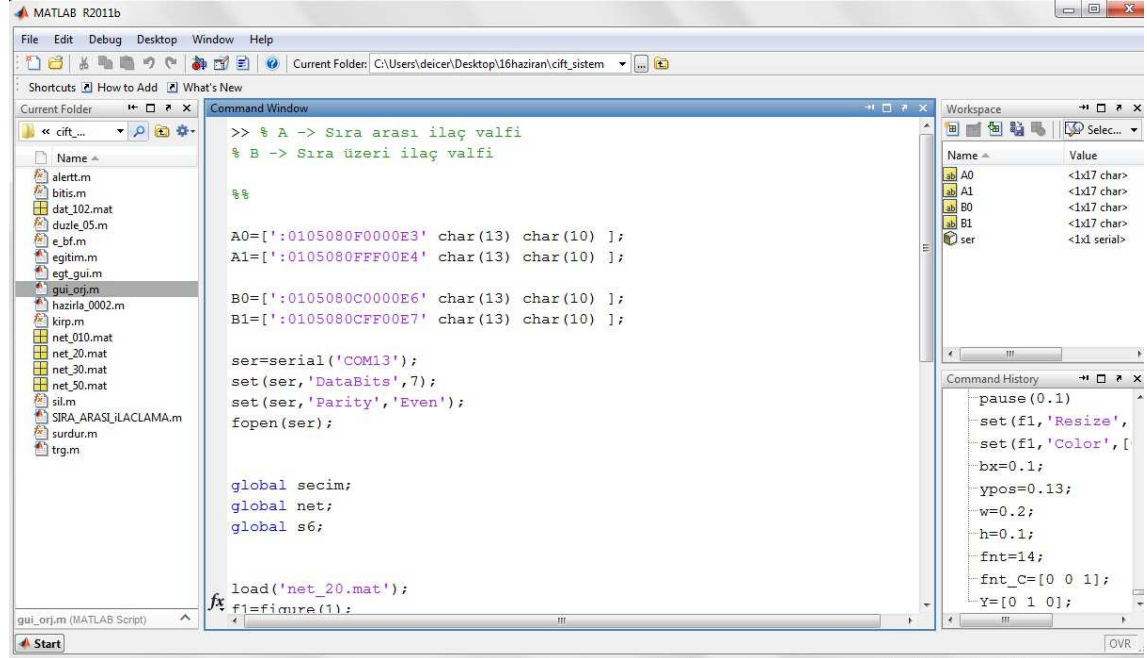 MATLAB R2011b
File Edit Debug Desktop Window Help
Current Folder: C:\Users\deicer\Desktop\16haziran\cift_sistem
Shortcuts How to Add What's New
Current Folder
« cift_...
Name
alertt.m
bitis.m
dat_102.mat
duzle_05.m
e_bf.m
egitim.m
egt_gui.m
gui_orj.m
hazirla_0002.m
kirp.m
net_010.mat
net_20.mat
net_30.mat
net_50.mat
sil.m
SIRA_ARASI_iLACLAMA.m
surdur.m
trg.m
gui_orj.m (MATLAB Script)
Command Window
>> % A -> Sıra arası ilaç valfi
% B -> Sıra üzeri ilaç valfi
%%
A0=[':0105080F0000E3' char(13) char(10) ];
A1=[':0105080FFF00E4' char(13) char(10) ];
B0=[':0105080C0000E6' char(13) char(10) ];
B1=[':0105080CFF00E7' char(13) char(10) ];
ser=serial('COM13');
set(ser,'DataBits',7);
set(ser,'Parity','Even');
fopen(ser);
global secim;
global net;
global s6;
load('net_20.mat');
fx f1=figure(1);
Workspace
Selec...
Name Value
A0 <1x17 char>
A1 <1x17 char>
B0 <1x17 char>
B1 <1x17 char>
ser <1x1 serial>
Command History
pause(0.1)
set(f1,'Resize',
set(f1,'Color',[
bx=0.1;
ypos=0.13;
w=0.2;
h=0.1;
fnt=14;
fnt_C=[0 0 1];
Y=[0 1 0];
Start
OVR